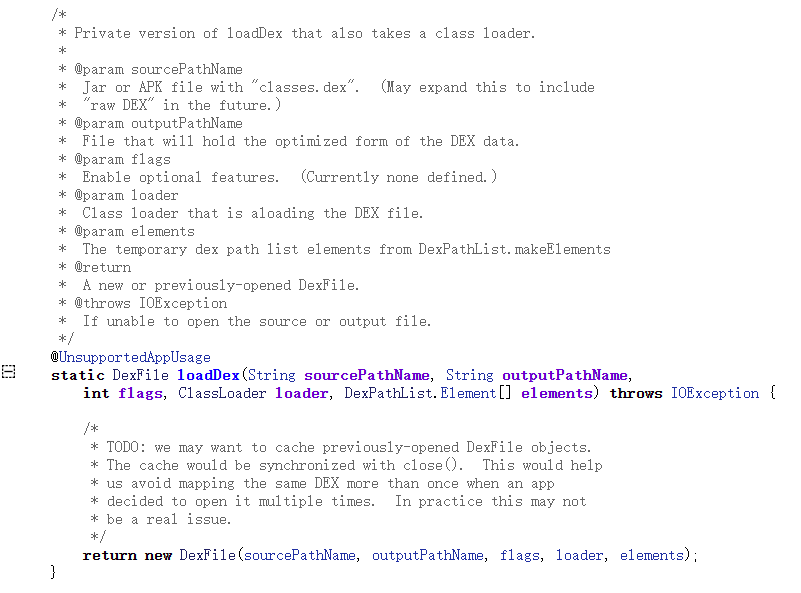 /*
 * Private version of loadDex that also takes a class loader.
 *
 * @param sourcePathName
 *  Jar or APK file with "classes.dex".  (May expand this to include
 *  "raw DEX" in the future.)
 * @param outputPathName
 *  File that will hold the optimized form of the DEX data.
 * @param flags
 *  Enable optional features.  (Currently none defined.)
 * @param loader
 *  Class loader that is aloading the DEX file.
 * @param elements
 *  The temporary dex path list elements from DexPathList.makeElements
 * @return
 *  A new or previously-opened DexFile.
 * @throws IOException
 *  If unable to open the source or output file.
 */
@UnsupportedAppUsage
static DexFile loadDex(String sourcePathName, String outputPathName,
    int flags, ClassLoader loader, DexPathList.Element[] elements) throws IOException {
    /*
     * TODO: we may want to cache previously-opened DexFile objects.
     * The cache would be synchronized with close().  This would help
     * us avoid mapping the same DEX more than once when an app
     * decided to open it multiple times.  In practice this may not
     * be a real issue.
     */
    return new DexFile(sourcePathName, outputPathName, flags, loader, elements);
}